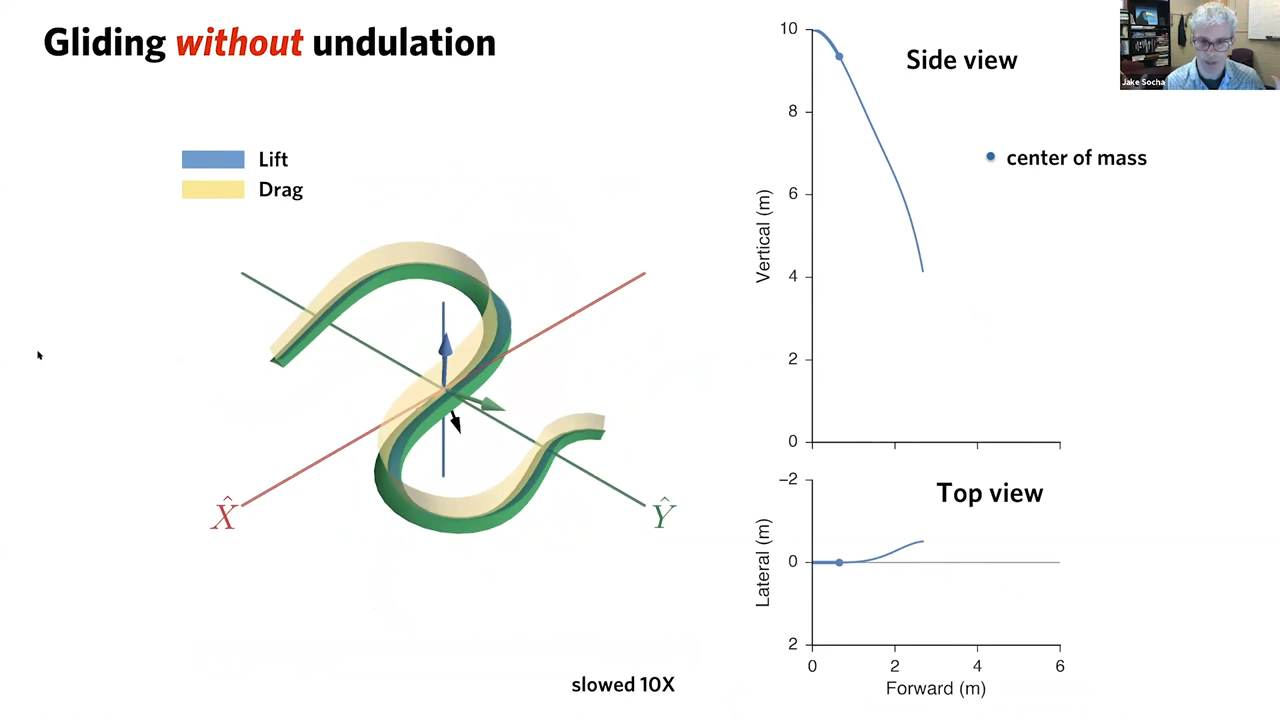 Gliding without undulation
Lift
Drag
X̂
Ŷ
slowed 10X
Side view
center of mass
Vertical (m)
10
8
6
4
2
0
Top view
Lateral (m)
−2
0
2
0 2 4 6
Forward (m)
Jake Socha